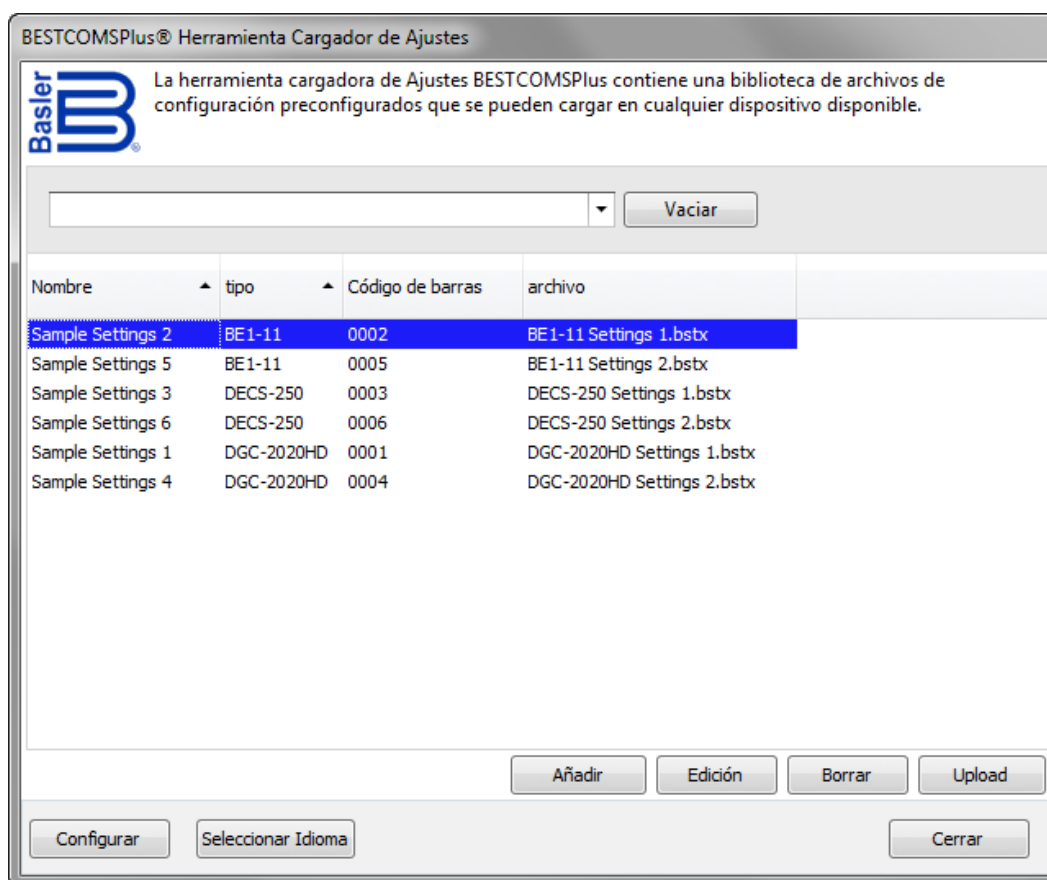 BESTCOMSPlus® Herramienta Cargador de Ajustes
Basler
La herramienta cargadora de Ajustes BESTCOMSPlus contiene una biblioteca de archivos de
configuración preconfigurados que se pueden cargar en cualquier dispositivo disponible.
Vaciar
Nombre tipo Código de barras archivo
Sample Settings 2 BE1-11 0002 BE1-11 Settings 1.bstx
Sample Settings 5 BE1-11 0005 BE1-11 Settings 2.bstx
Sample Settings 3 DECS-250 0003 DECS-250 Settings 1.bstx
Sample Settings 6 DECS-250 0006 DECS-250 Settings 2.bstx
Sample Settings 1 DGC-2020HD 0001 DGC-2020HD Settings 1.bstx
Sample Settings 4 DGC-2020HD 0004 DGC-2020HD Settings 2.bstx
Añadir Edición Borrar Upload
Configurar Seleccionar Idioma Cerrar